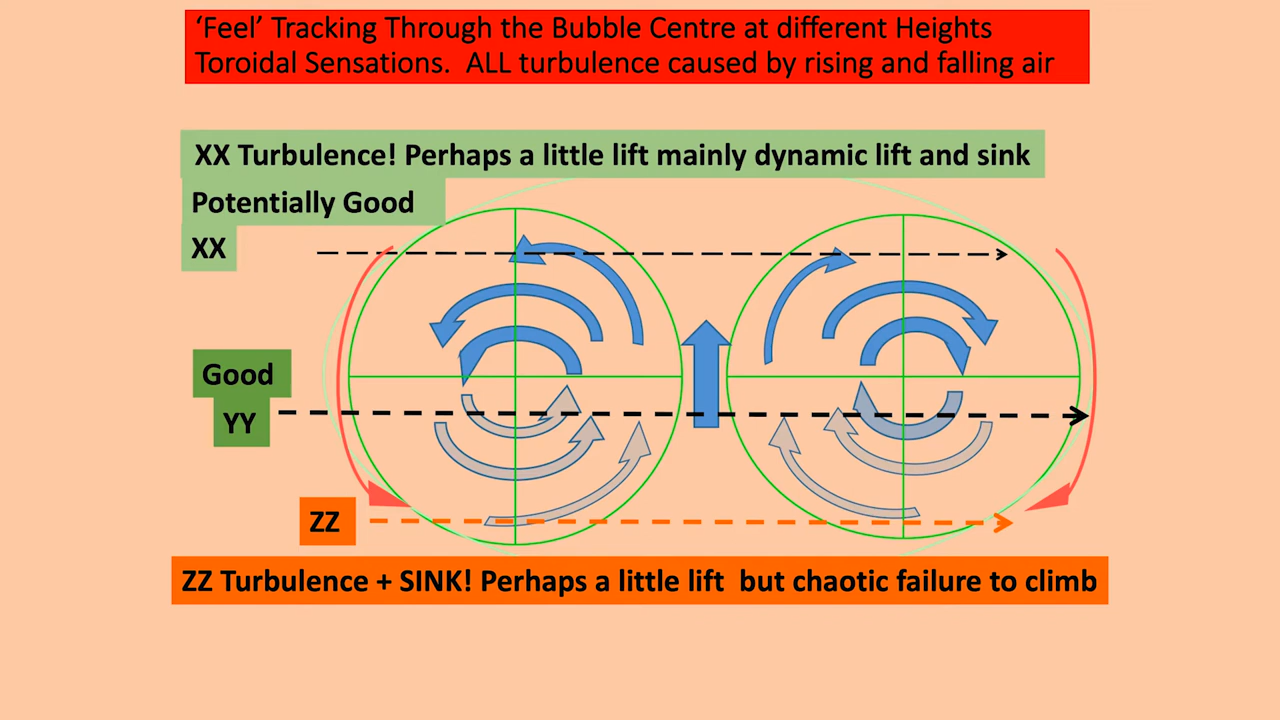 ‘Feel’ Tracking Through the Bubble Centre at different Heights
Toroidal Sensations.  ALL turbulence caused by rising and falling air
XX Turbulence! Perhaps a little lift mainly dynamic lift and sink
Potentially Good
XX
Good
YY
ZZ
ZZ Turbulence + SINK! Perhaps a little lift  but chaotic failure to climb